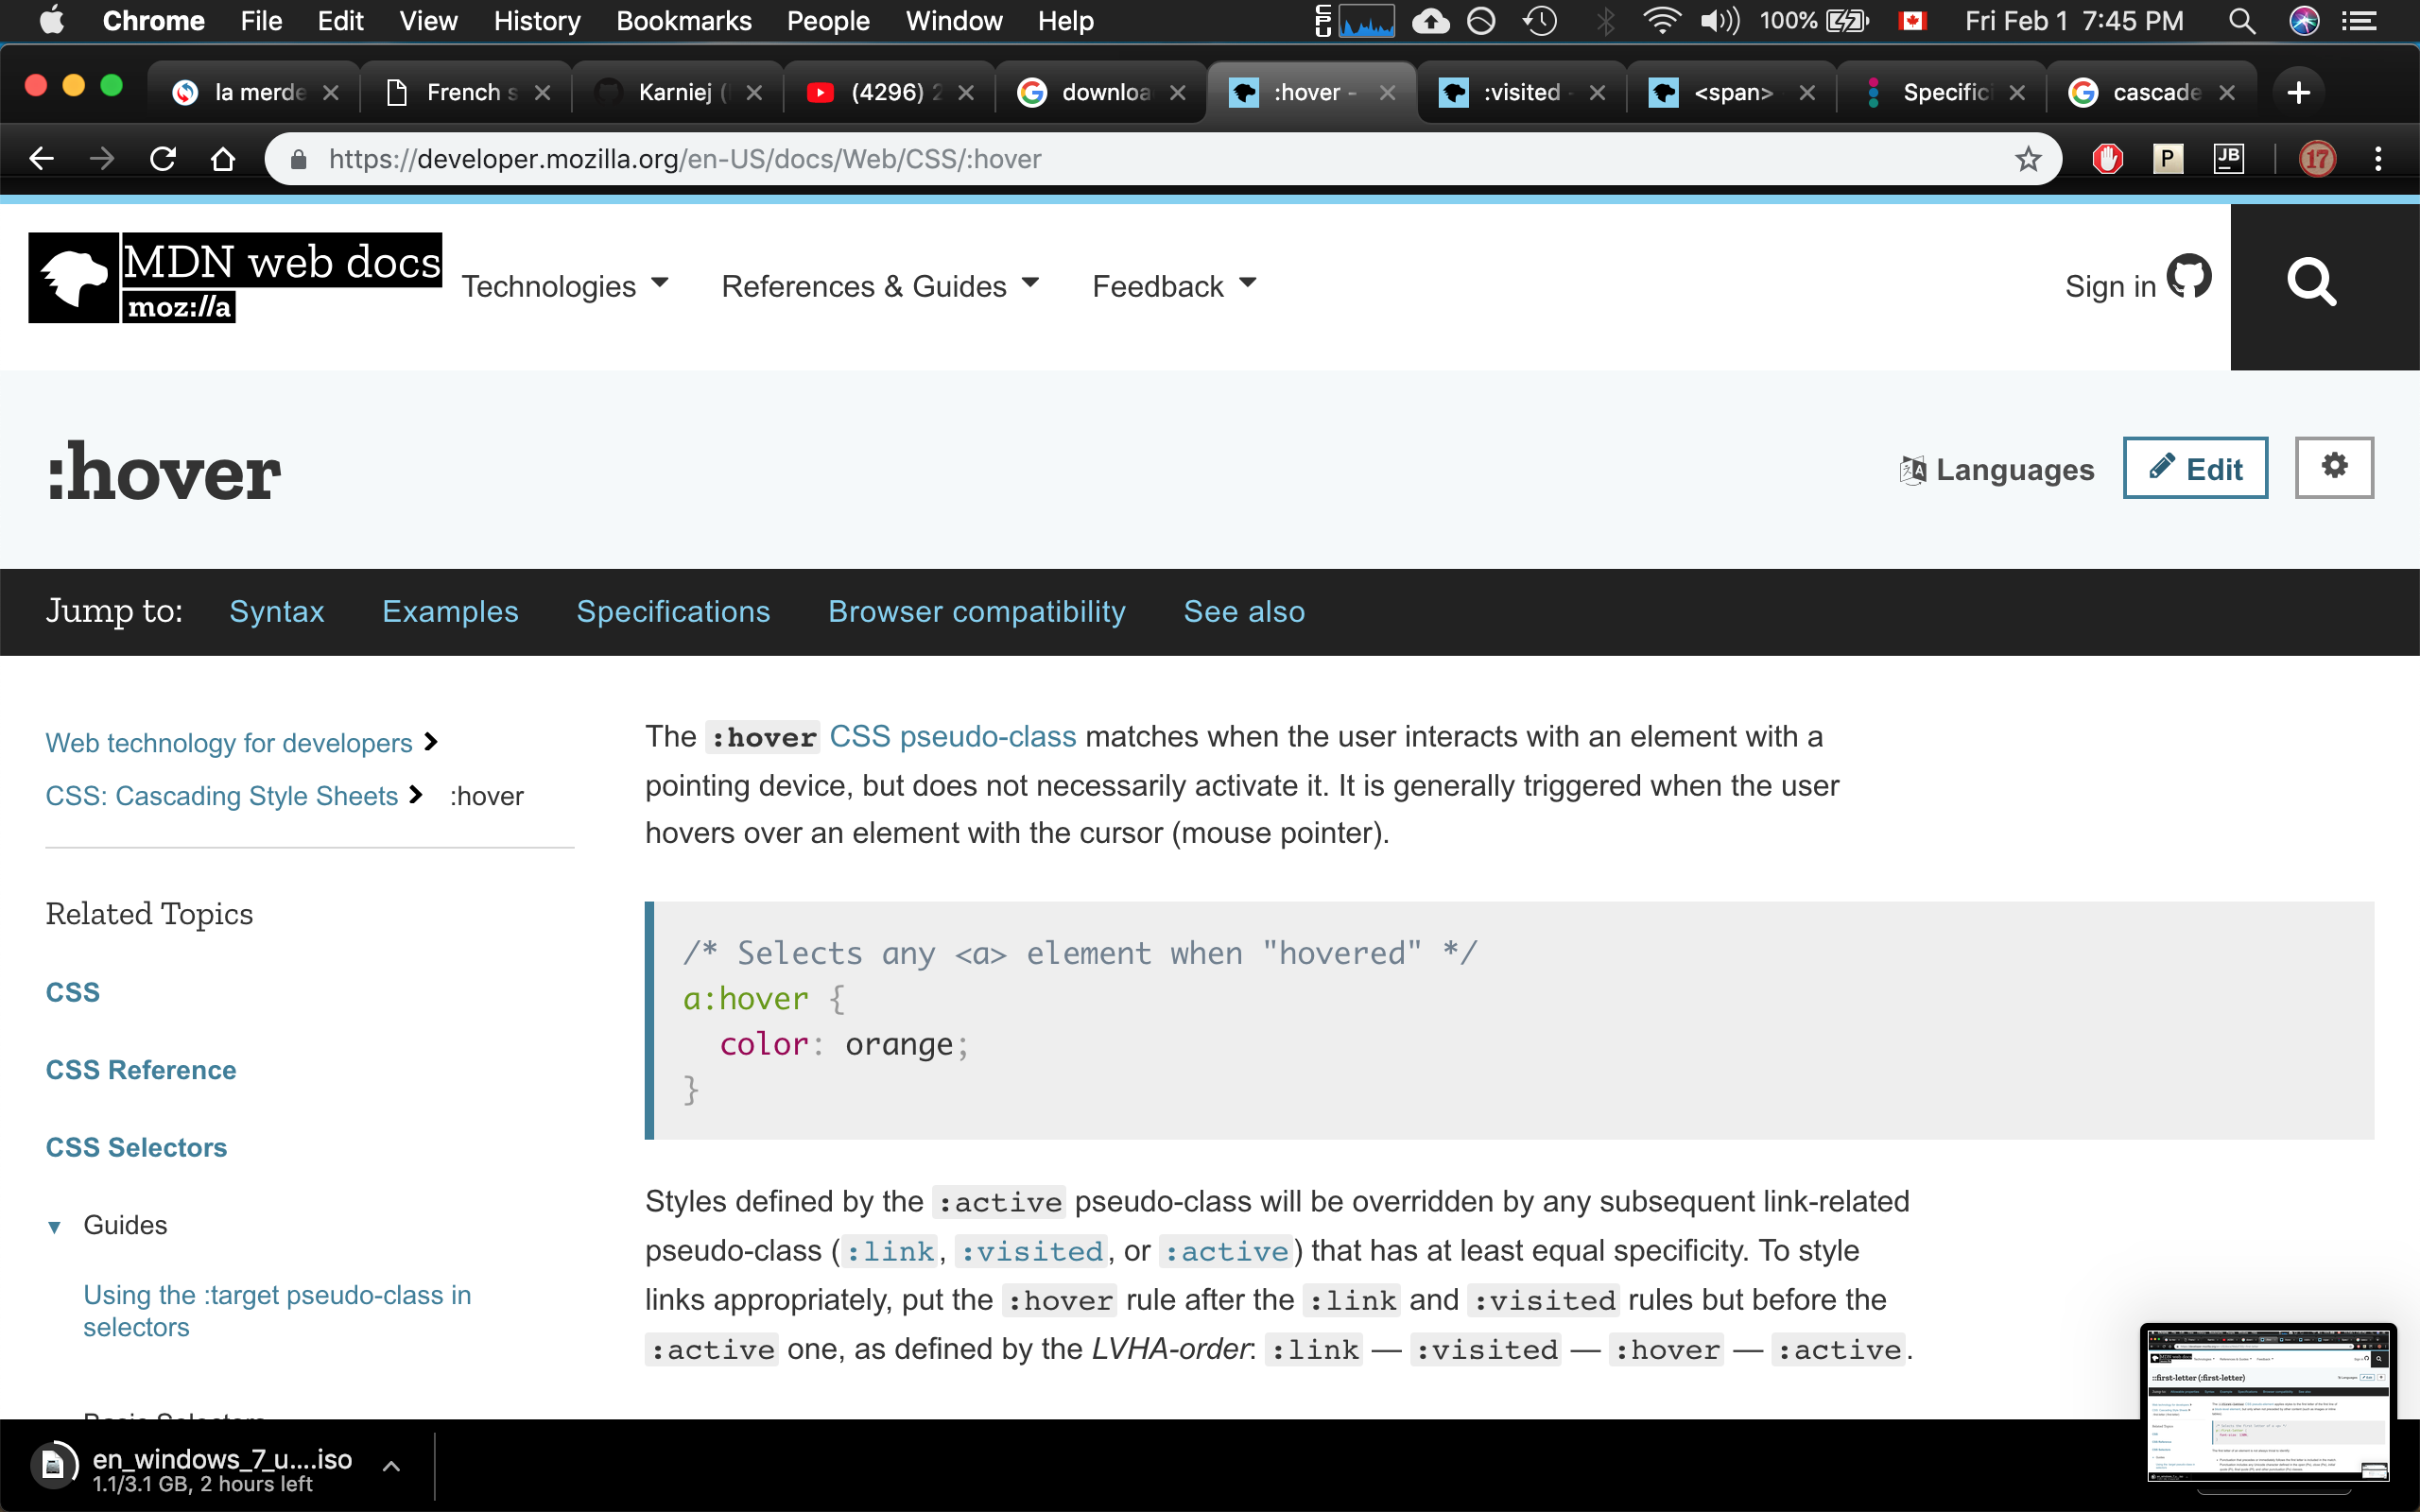 Chrome File Edit View History Bookmarks People Window Help CPU 100% Fri Feb 1 7:45 PM
la merde French s Karniej ( (4296) 2 downloa :hover - :visited - <span> Specific cascade
https://developer.mozilla.org/en-US/docs/Web/CSS/:hover P JB 17
MDN web docs
moz://a
Technologies References & Guides Feedback Sign in
:hover
Languages Edit
Jump to: Syntax Examples Specifications Browser compatibility See also
Web technology for developers
CSS: Cascading Style Sheets :hover
Related Topics
CSS
CSS Reference
CSS Selectors
Guides
Using the :target pseudo-class in
selectors
Basic Selectors
The :hover CSS pseudo-class matches when the user interacts with an element with a
pointing device, but does not necessarily activate it. It is generally triggered when the user
hovers over an element with the cursor (mouse pointer).
/* Selects any <a> element when "hovered" */
a:hover {
color: orange;
}
Styles defined by the :active pseudo-class will be overridden by any subsequent link-related
pseudo-class (:link, :visited, or :active) that has at least equal specificity. To style
links appropriately, put the :hover rule after the :link and :visited rules but before the
:active one, as defined by the LVHA-order: :link — :visited — :hover — :active.
::first-letter (:first-letter)
en_windows_7_u....iso
1.1/3.1 GB, 2 hours left